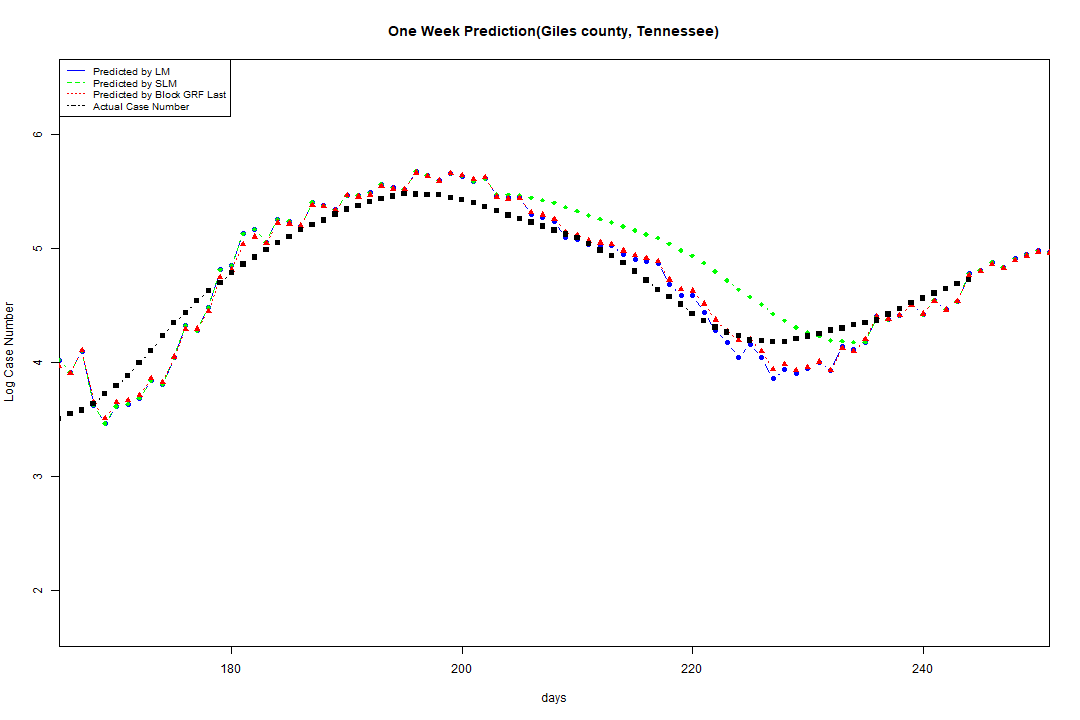 One Week Prediction(Giles county, Tennessee)
Predicted by LM
Predicted by SLM
Predicted by Block GRF Last
Actual Case Number
6
5
4
3
2
Log Case Number
180 200 220 240
days